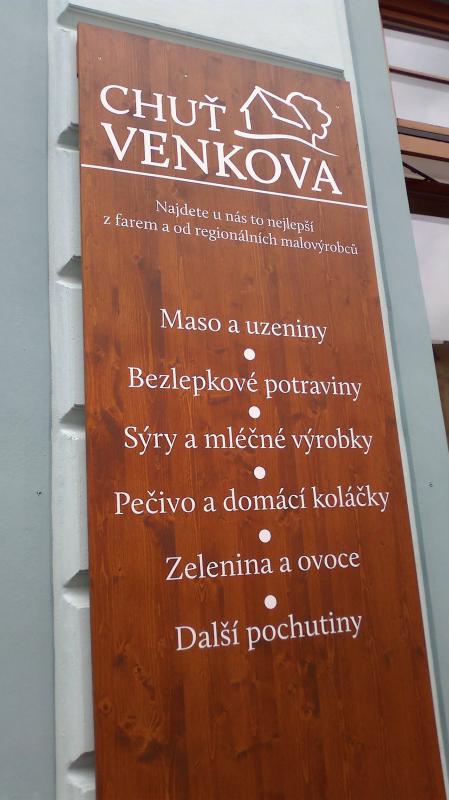 CHUŤ
VENKOVA
Najdete u nás to nejlepší
z farem a od regionálních malovýrobců
Maso a uzeniny
Bezlepkové potraviny
Sýry a mléčné výrobky
Pečivo a domácí koláčky
Zelenina a ovoce
Další pochutiny